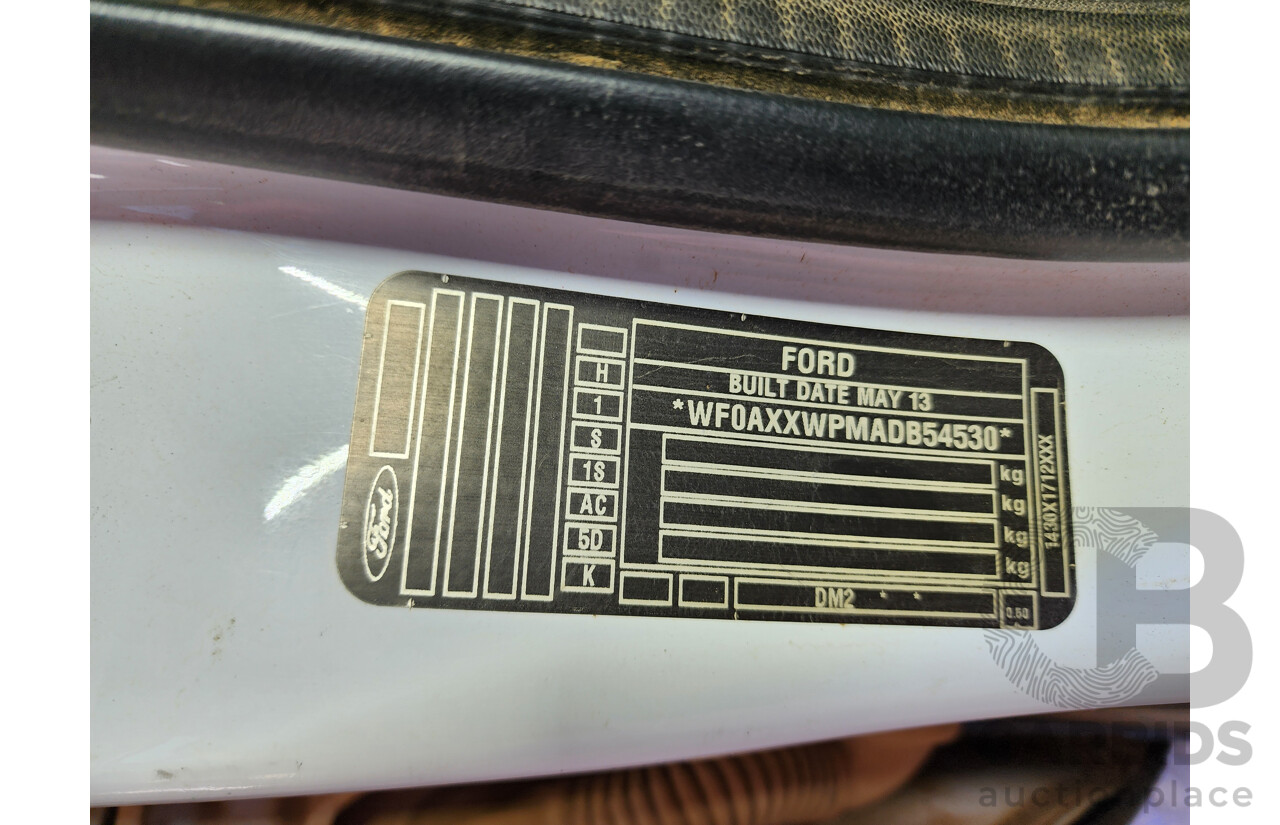 Ford
H
1
S
1S
AC
5D
K
FORD
BUILT DATE MAY 13
*WF0AXXWPMADB54530*
kg
kg
kg
kg
DM2 * *
0.50
1430X1712XXX
B
auctionplace